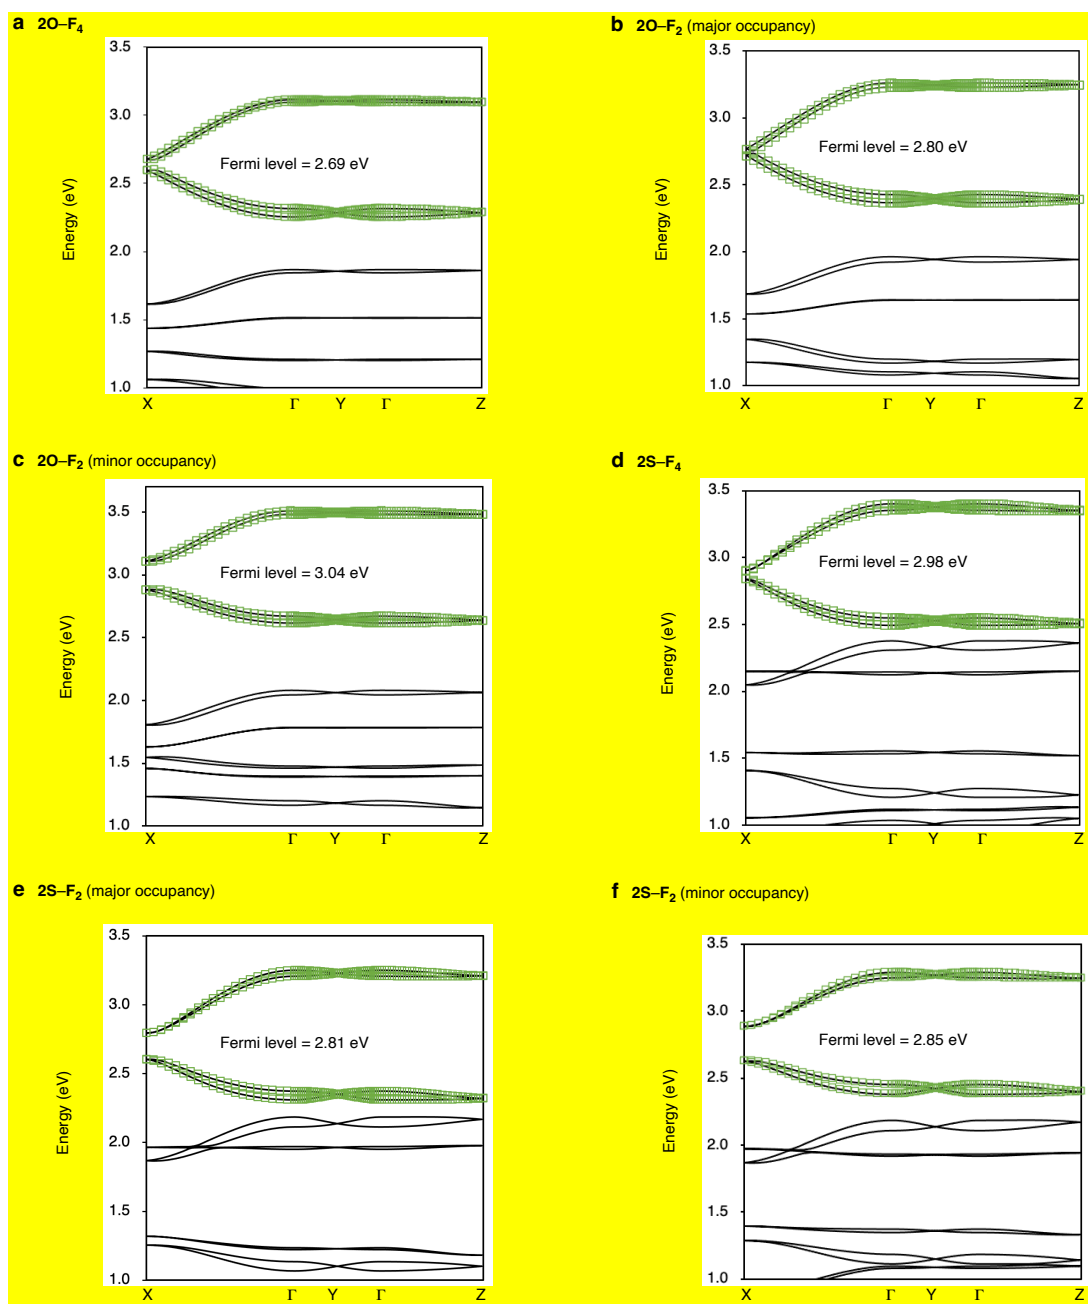 a 2O–F4
3.5
3.0
2.5
2.0
1.5
1.0
Energy (eV)
Fermi level = 2.69 eV
X Γ Y Γ Z
b 2O–F2 (major occupancy)
3.5
3.0
2.5
2.0
1.5
1.0
Energy (eV)
Fermi level = 2.80 eV
X Γ Y Γ Z
c 2O–F2 (minor occupancy)
3.5
3.0
2.5
2.0
1.5
1.0
Energy (eV)
Fermi level = 3.04 eV
X Γ Y Γ Z
d 2S–F4
3.5
3.0
2.5
2.0
1.5
1.0
Energy (eV)
Fermi level = 2.98 eV
X Γ Y Γ Z
e 2S–F2 (major occupancy)
3.5
3.0
2.5
2.0
1.5
1.0
Energy (eV)
Fermi level = 2.81 eV
X Γ Y Γ Z
f 2S–F2 (minor occupancy)
3.5
3.0
2.5
2.0
1.5
1.0
Energy (eV)
Fermi level = 2.85 eV
X Γ Y Γ Z